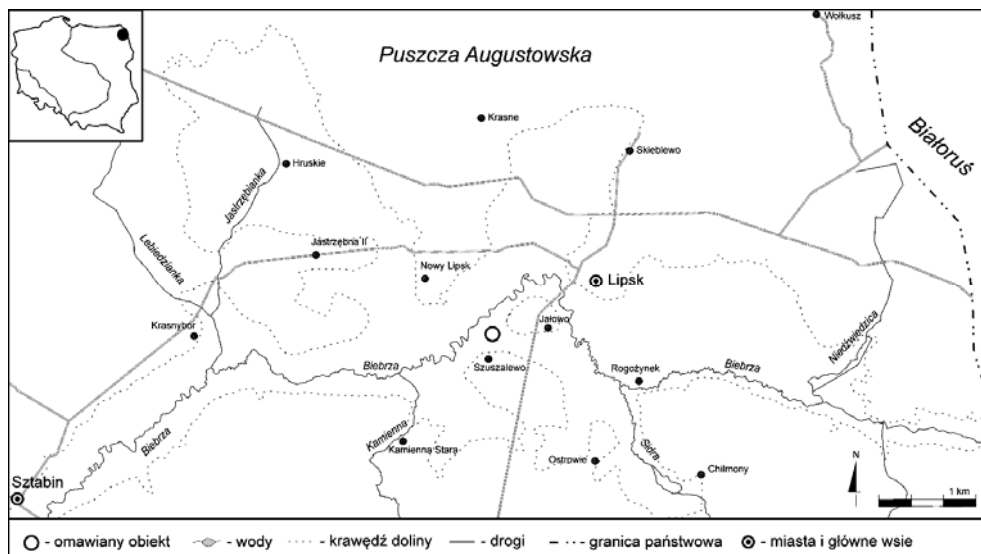 Wołkusz
Puszcza Augustowska
Krasne
Białoruś
Skieblewo
Hruskie
Jastrzębianka
Lebiedzianka
Jastrzębna II
Nowy Lipsk
Lipsk
Krasnybór
Jałowo
Niedźwiedzica
Szuszalewo
Biebrza
Rogożynek
Biebrza
Biebrza
Kamienna
Kamienna Stara
Sidra
Ostrowie
Chilmony
N
Sztabin
1 km
- omawiany obiekt - wody - krawędź doliny - drogi - granica państwowa - miasta i główne wsie